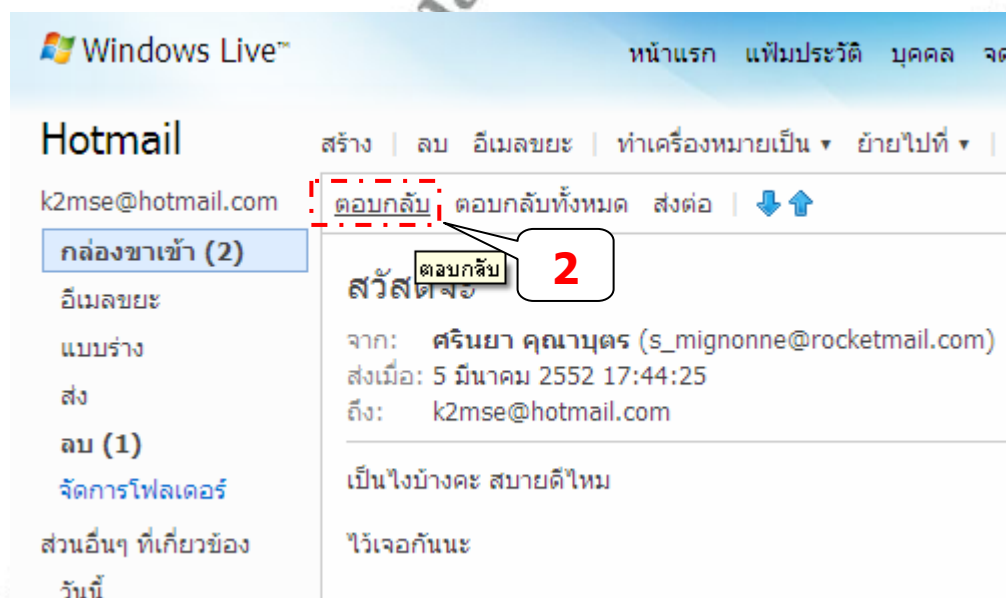 Windows Live™
หน้าแรก แฟ้มประวัติ บุคคล
Hotmail
สร้าง | ลบ อีเมลขยะ | ทำเครื่องหมายเป็น ▾ ย้ายไปที่ ▾ |
k2mse@hotmail.com
ตอบกลับ ตอบกลับทั้งหมด ส่งต่อ |
กล่องขาเข้า (2)
ตอบกลับ
2
สวัสดีจ้ะ
อีเมลขยะ
จาก: ศรินยา คุณาบุตร (s_mignonne@rocketmail.com)
แบบร่าง
ส่งเมื่อ: 5 มีนาคม 2552 17:44:25
ส่ง
ถึง: k2mse@hotmail.com
ลบ (1)
จัดการโฟลเดอร์
เป็นไงบ้างคะ สบายดีไหม
ส่วนอื่นๆ ที่เกี่ยวข้อง
ไว้เจอกันนะ
วันนี้